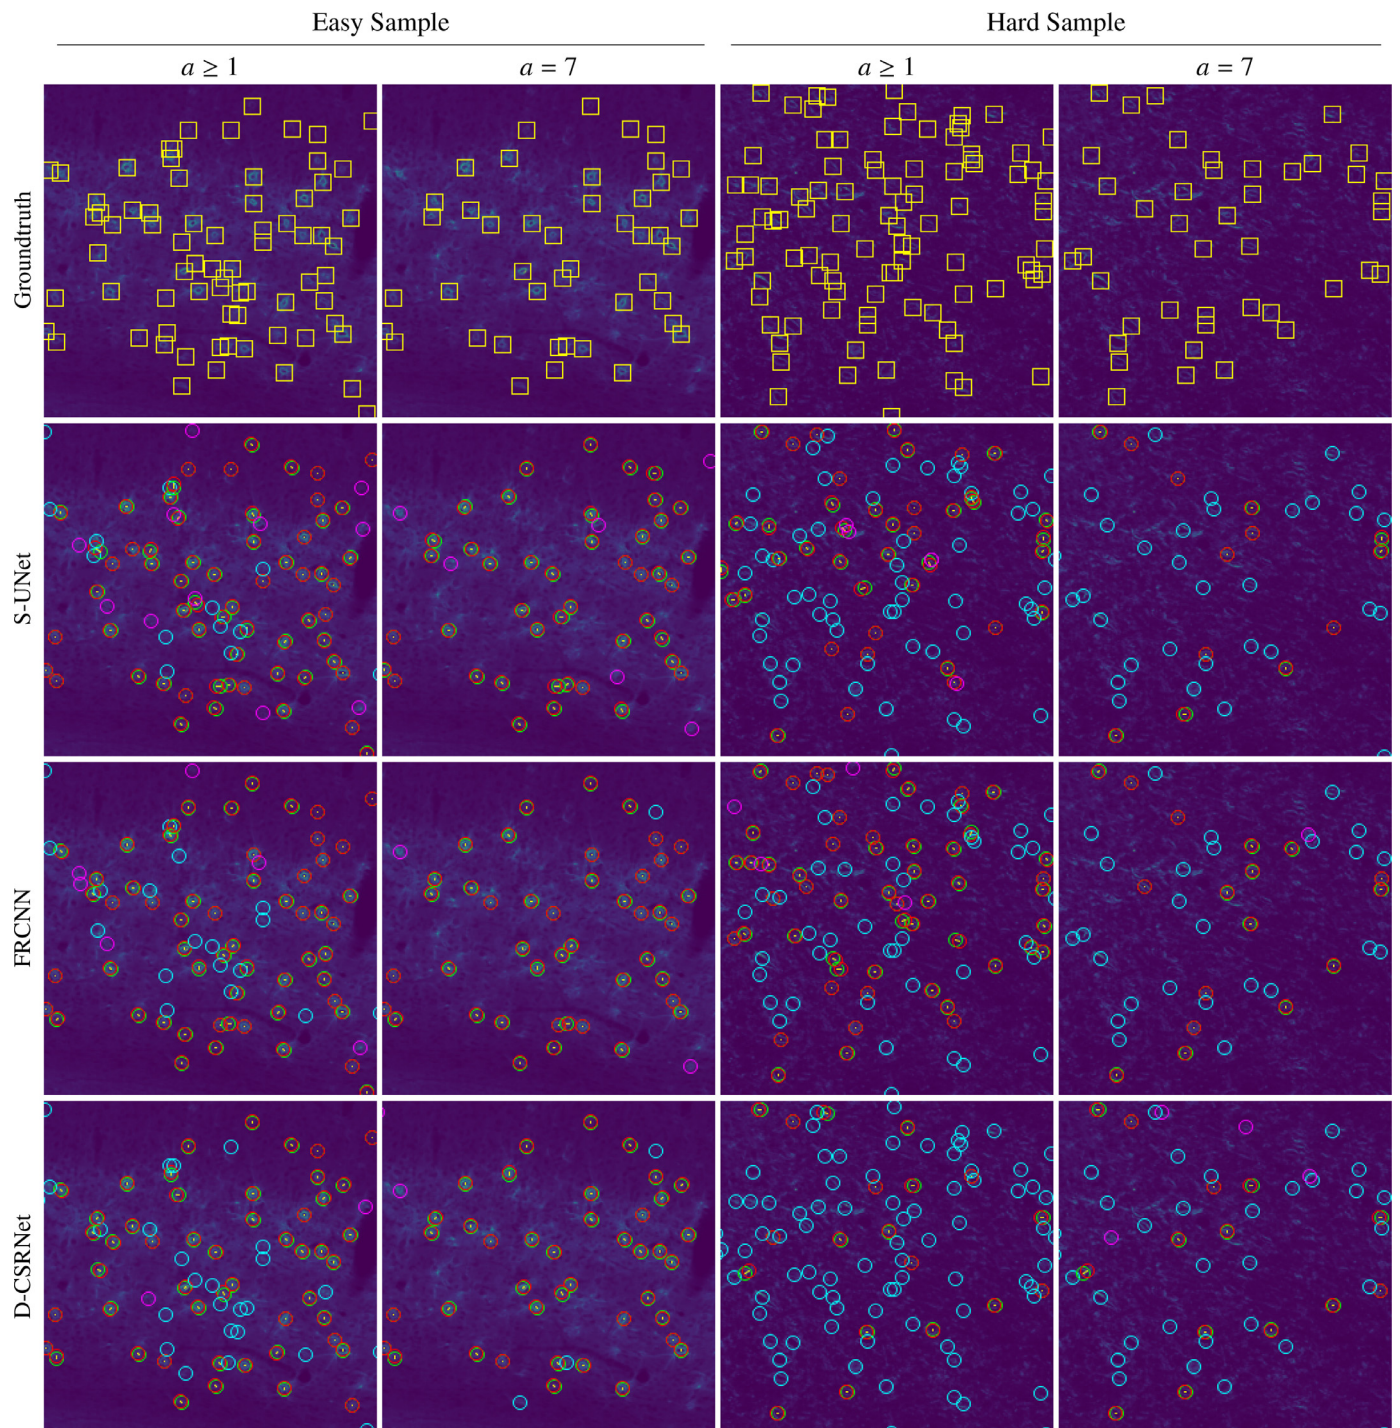 Easy Sample
Hard Sample
a ≥ 1
a = 7
a ≥ 1
a = 7
Groundtruth
S-UNet
FRCNN
D-CSRNet